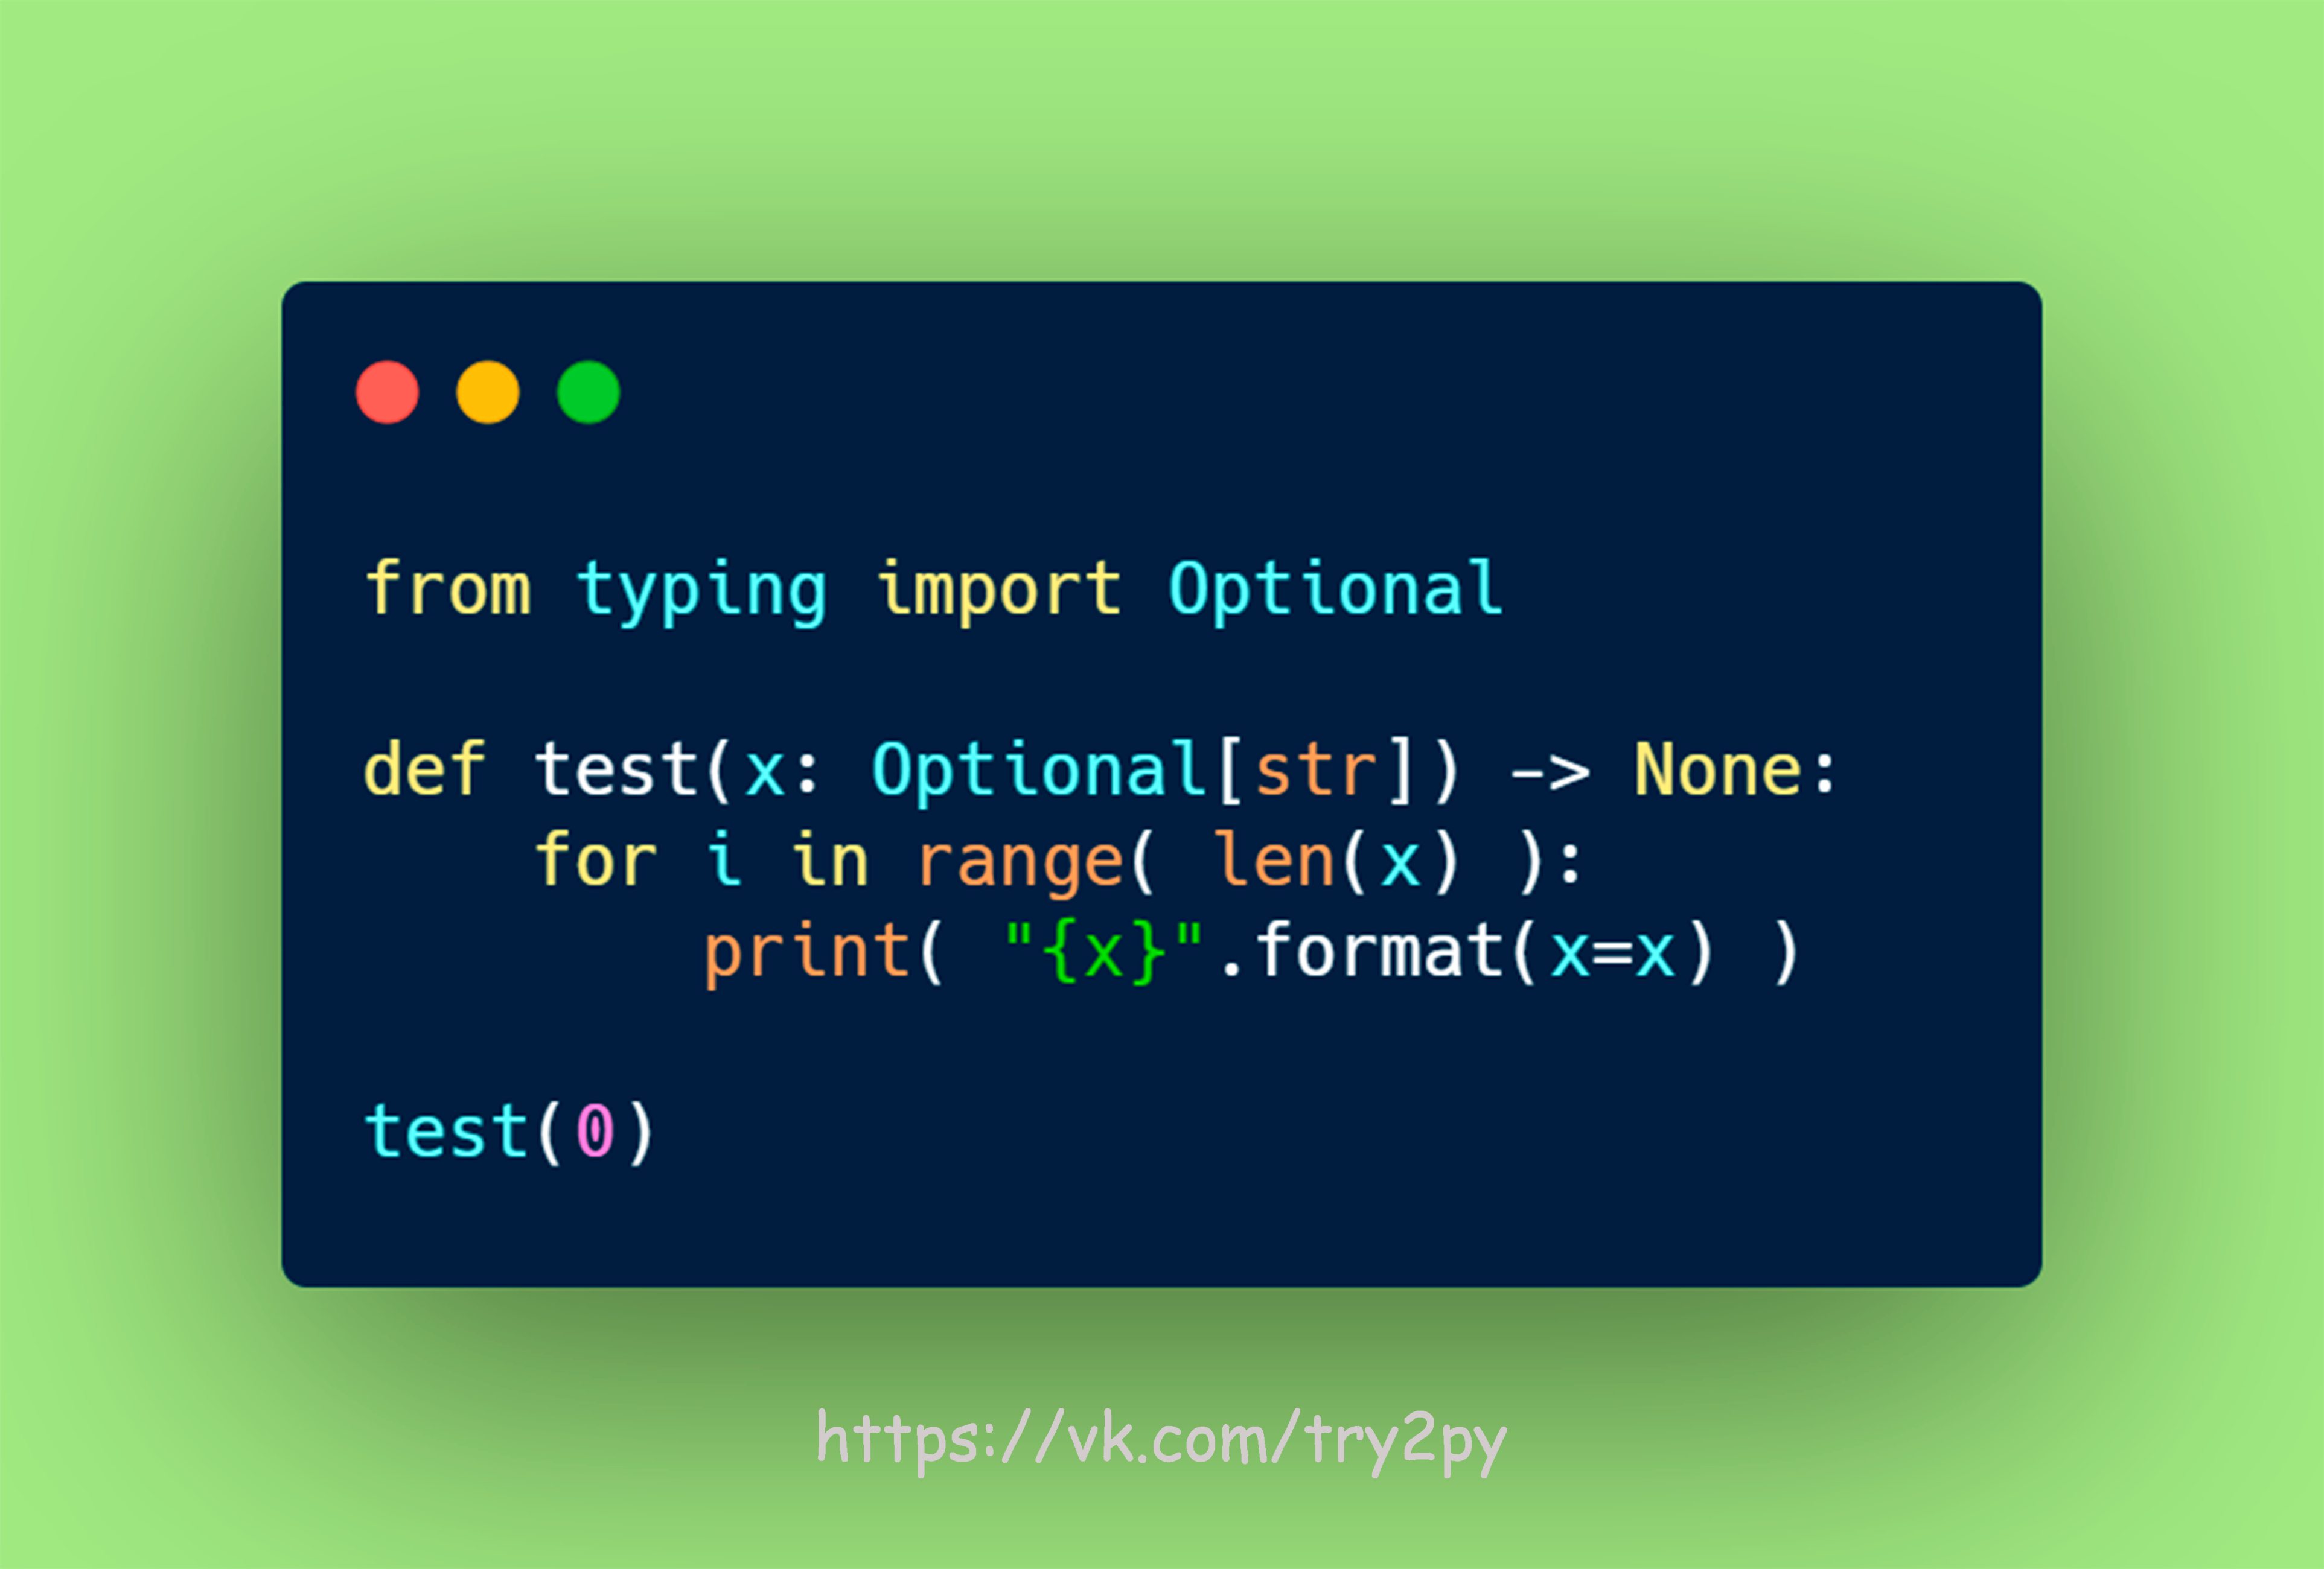 from typing import Optional
def test(x: Optional[str]) -> None:
    for i in range( len(x) ):
        print( "{x}".format(x=x) )
test(0)
https://vk.com/try2py